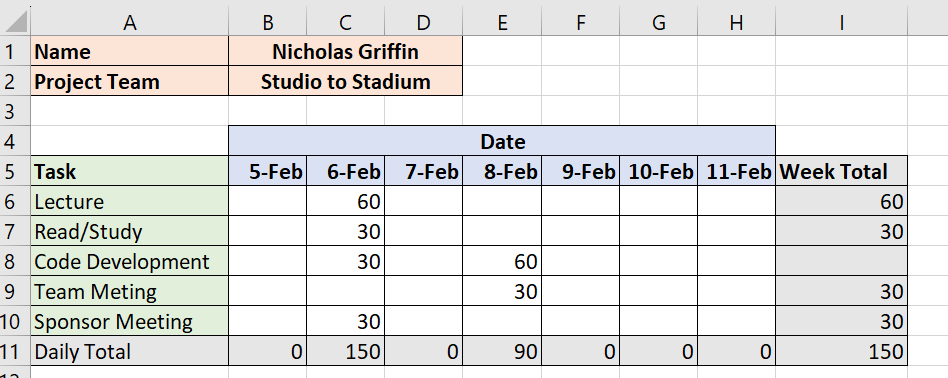 A B C D E F G H I
1 Name Nicholas Griffin
2 Project Team Studio to Stadium
3
4 Date
5 Task 5-Feb 6-Feb 7-Feb 8-Feb 9-Feb 10-Feb 11-Feb Week Total
6 Lecture 60 60
7 Read/Study 30 30
8 Code Development 30 60
9 Team Meting 30 30
10 Sponsor Meeting 30 30
11 Daily Total 0 150 0 90 0 0 0 150